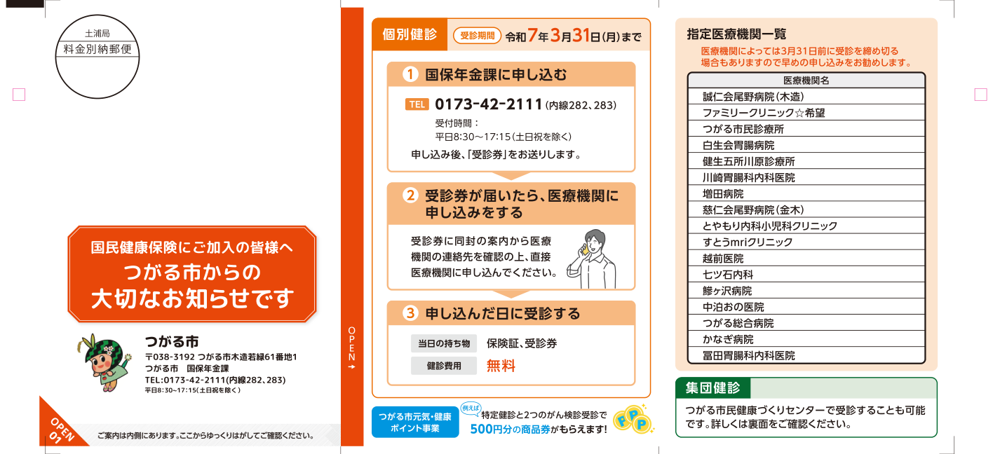 土浦局
料金別納郵便
国民健康保険にご加入の皆様へ
つがる市からの
大切なお知らせです
つがる市
〒038-3192 つがる市木造若緑61番地1
つがる市　国保年金課
TEL:0173-42-2111(内線282、283)
平日8:30~17:15(土日祝を除く)
OPEN
01
ご案内は内側にあります。ここからゆっくりはがしてご確認ください。
OPEN→
個別健診
受診期間
令和7年3月31日(月)まで
1 国保年金課に申し込む
TEL 0173-42-2111(内線282、283)
受付時間：
平日8:30〜17:15(土日祝を除く)
申し込み後、「受診券」をお送りします。
2 受診券が届いたら、医療機関に
申し込みをする
受診券に同封の案内から医療
機関の連絡先を確認の上、直接
医療機関に申し込んでください。
3 申し込んだ日に受診する
当日の持ち物 保険証、受診券
健診費用 無料
つがる市元気・健康
ポイント事業
例えば
特定健診と2つのがん検診受診で
500円分の商品券がもらえます!
P P P
指定医療機関一覧
医療機関によっては3月31日前に受診を締め切る
場合もありますので早めの申し込みをお勧めします。
医療機関名
誠仁会尾野病院(木造)
ファミリークリニック☆希望
つがる市民診療所
白生会胃腸病院
健生五所川原診療所
川崎胃腸科内科医院
増田病院
慈仁会尾野病院(金木)
とやもり内科小児科クリニック
すとうmriクリニック
越前医院
七ツ石内科
鰺ヶ沢病院
中泊おの医院
つがる総合病院
かなぎ病院
冨田胃腸科内科医院
集団健診
つがる市民健康づくりセンターで受診することも可能
です。詳しくは裏面をご確認ください。